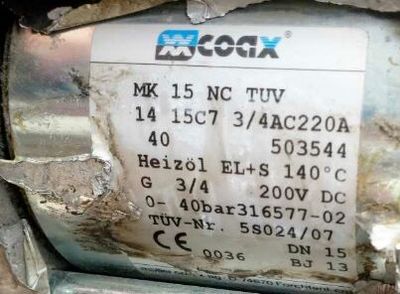 coax
MK 15 NC TUV
14 15C7 3/4AC220A
40 503544
Heizöl EL+S 140°C
G 3/4 200V DC
0- 40bar316577-02
TÜV-Nr. 5S024/07
CE 0036 DN 15
BJ 13